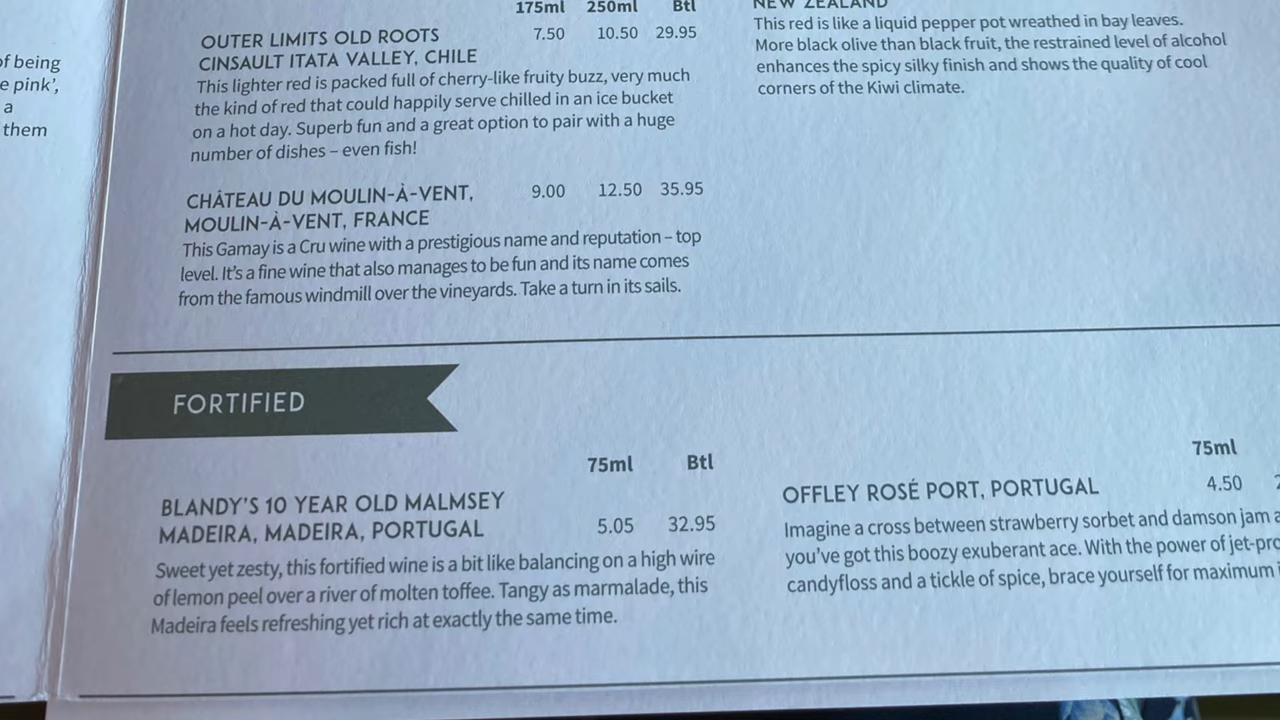 of being
e pink',
a
them
175ml 250ml Btl
OUTER LIMITS OLD ROOTS 7.50 10.50 29.95
CINSAULT ITATA VALLEY, CHILE
This lighter red is packed full of cherry-like fruity buzz, very much
the kind of red that could happily serve chilled in an ice bucket
on a hot day. Superb fun and a great option to pair with a huge
number of dishes – even fish!
CHÂTEAU DU MOULIN-À-VENT, 9.00 12.50 35.95
MOULIN-À-VENT, FRANCE
This Gamay is a Cru wine with a prestigious name and reputation – top
level. It's a fine wine that also manages to be fun and its name comes
from the famous windmill over the vineyards. Take a turn in its sails.
NEW ZEALAND
This red is like a liquid pepper pot wreathed in bay leaves.
More black olive than black fruit, the restrained level of alcohol
enhances the spicy silky finish and shows the quality of cool
corners of the Kiwi climate.
FORTIFIED
75ml Btl
BLANDY'S 10 YEAR OLD MALMSEY
MADEIRA, MADEIRA, PORTUGAL 5.05 32.95
Sweet yet zesty, this fortified wine is a bit like balancing on a high wire
of lemon peel over a river of molten toffee. Tangy as marmalade, this
Madeira feels refreshing yet rich at exactly the same time.
75ml
OFFLEY ROSÉ PORT, PORTUGAL 4.50
Imagine a cross between strawberry sorbet and damson jam a
you've got this boozy exuberant ace. With the power of jet-pro
candyfloss and a tickle of spice, brace yourself for maximum